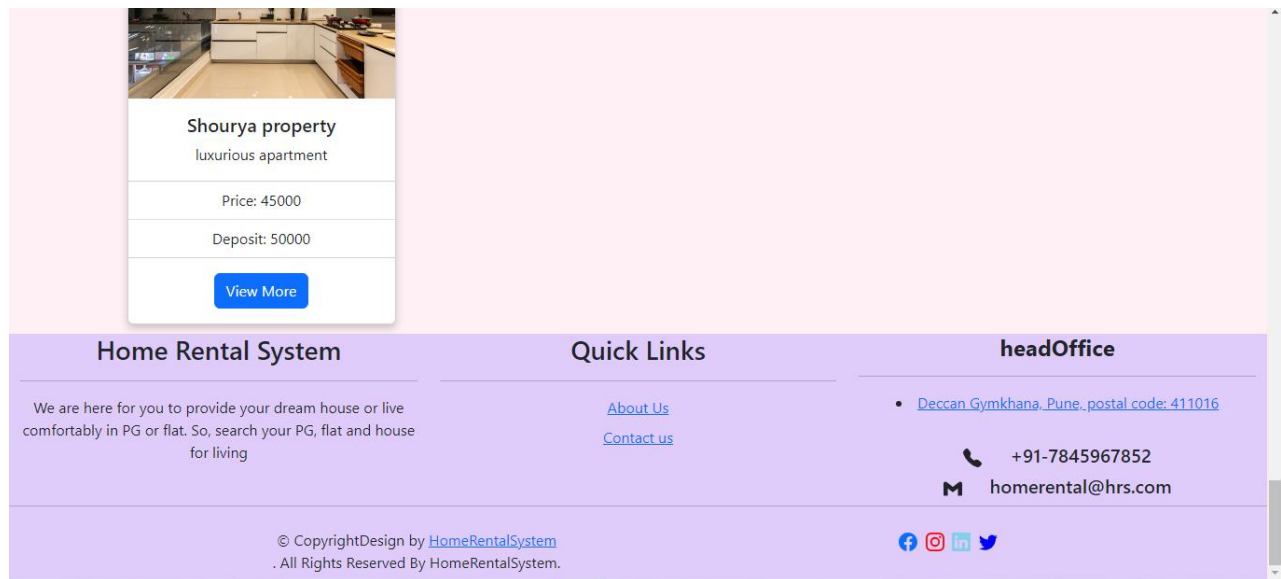 Shourya property
luxurious apartment
Price: 45000
Deposit: 50000
View More
Home Rental System
We are here for you to provide your dream house or live
comfortably in PG or flat. So, search your PG, flat and house
for living
Quick Links
About Us
Contact us
headOffice
Deccan Gymkhana, Pune, postal code: 411016
+91-7845967852
homerental@hrs.com
© CopyrightDesign by HomeRentalSystem
. All Rights Reserved By HomeRentalSystem.